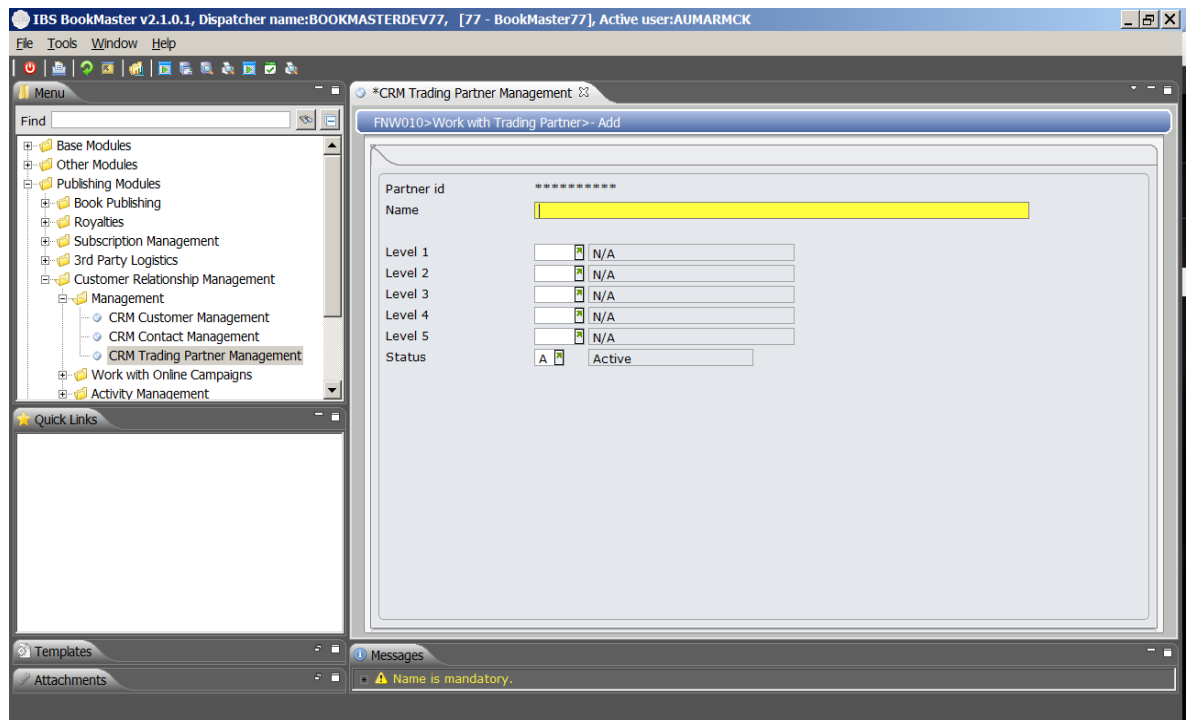 IBS BookMaster v2.1.0.1, Dispatcher name:BOOKMASTERDEV77, [77 - BookMaster77], Active user:AUMARMCK
File Tools Window Help
Menu
Find
Base Modules
Other Modules
Publishing Modules
Book Publishing
Royalties
Subscription Management
3rd Party Logistics
Customer Relationship Management
Management
CRM Customer Management
CRM Contact Management
CRM Trading Partner Management
Work with Online Campaigns
Activity Management
Quick Links
Templates
Attachments
*CRM Trading Partner Management
FNW010>Work with Trading Partner>- Add
Partner id **********
Name
Level 1 N/A
Level 2 N/A
Level 3 N/A
Level 4 N/A
Level 5 N/A
Status A Active
Messages
Name is mandatory.